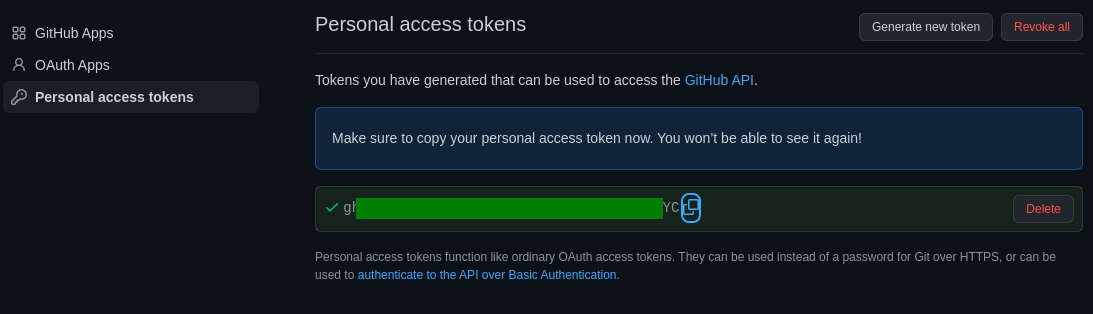 GitHub Apps
OAuth Apps
Personal access tokens
Personal access tokens
Generate new token
Revoke all
Tokens you have generated that can be used to access the GitHub API.
Make sure to copy your personal access token now. You won’t be able to see it again!
gh YC
Delete
Personal access tokens function like ordinary OAuth access tokens. They can be used instead of a password for Git over HTTPS, or can be
used to authenticate to the API over Basic Authentication.